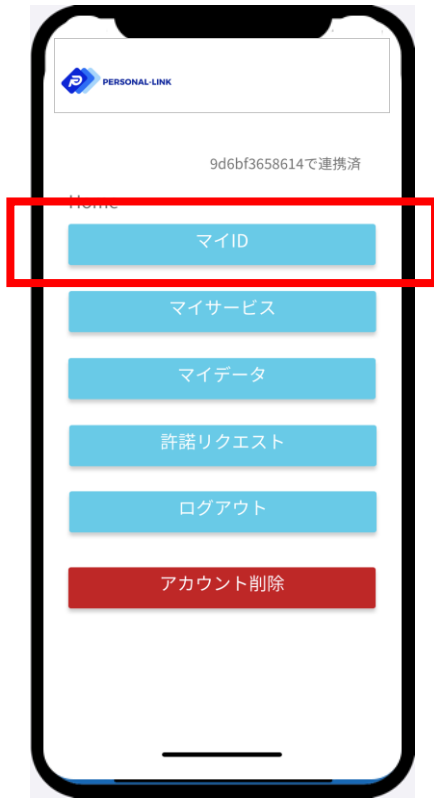 PERSONAL-LINK
9d6bf3658614で連携済
Home
マイID
マイサービス
マイデータ
許諾リクエスト
ログアウト
アカウント削除